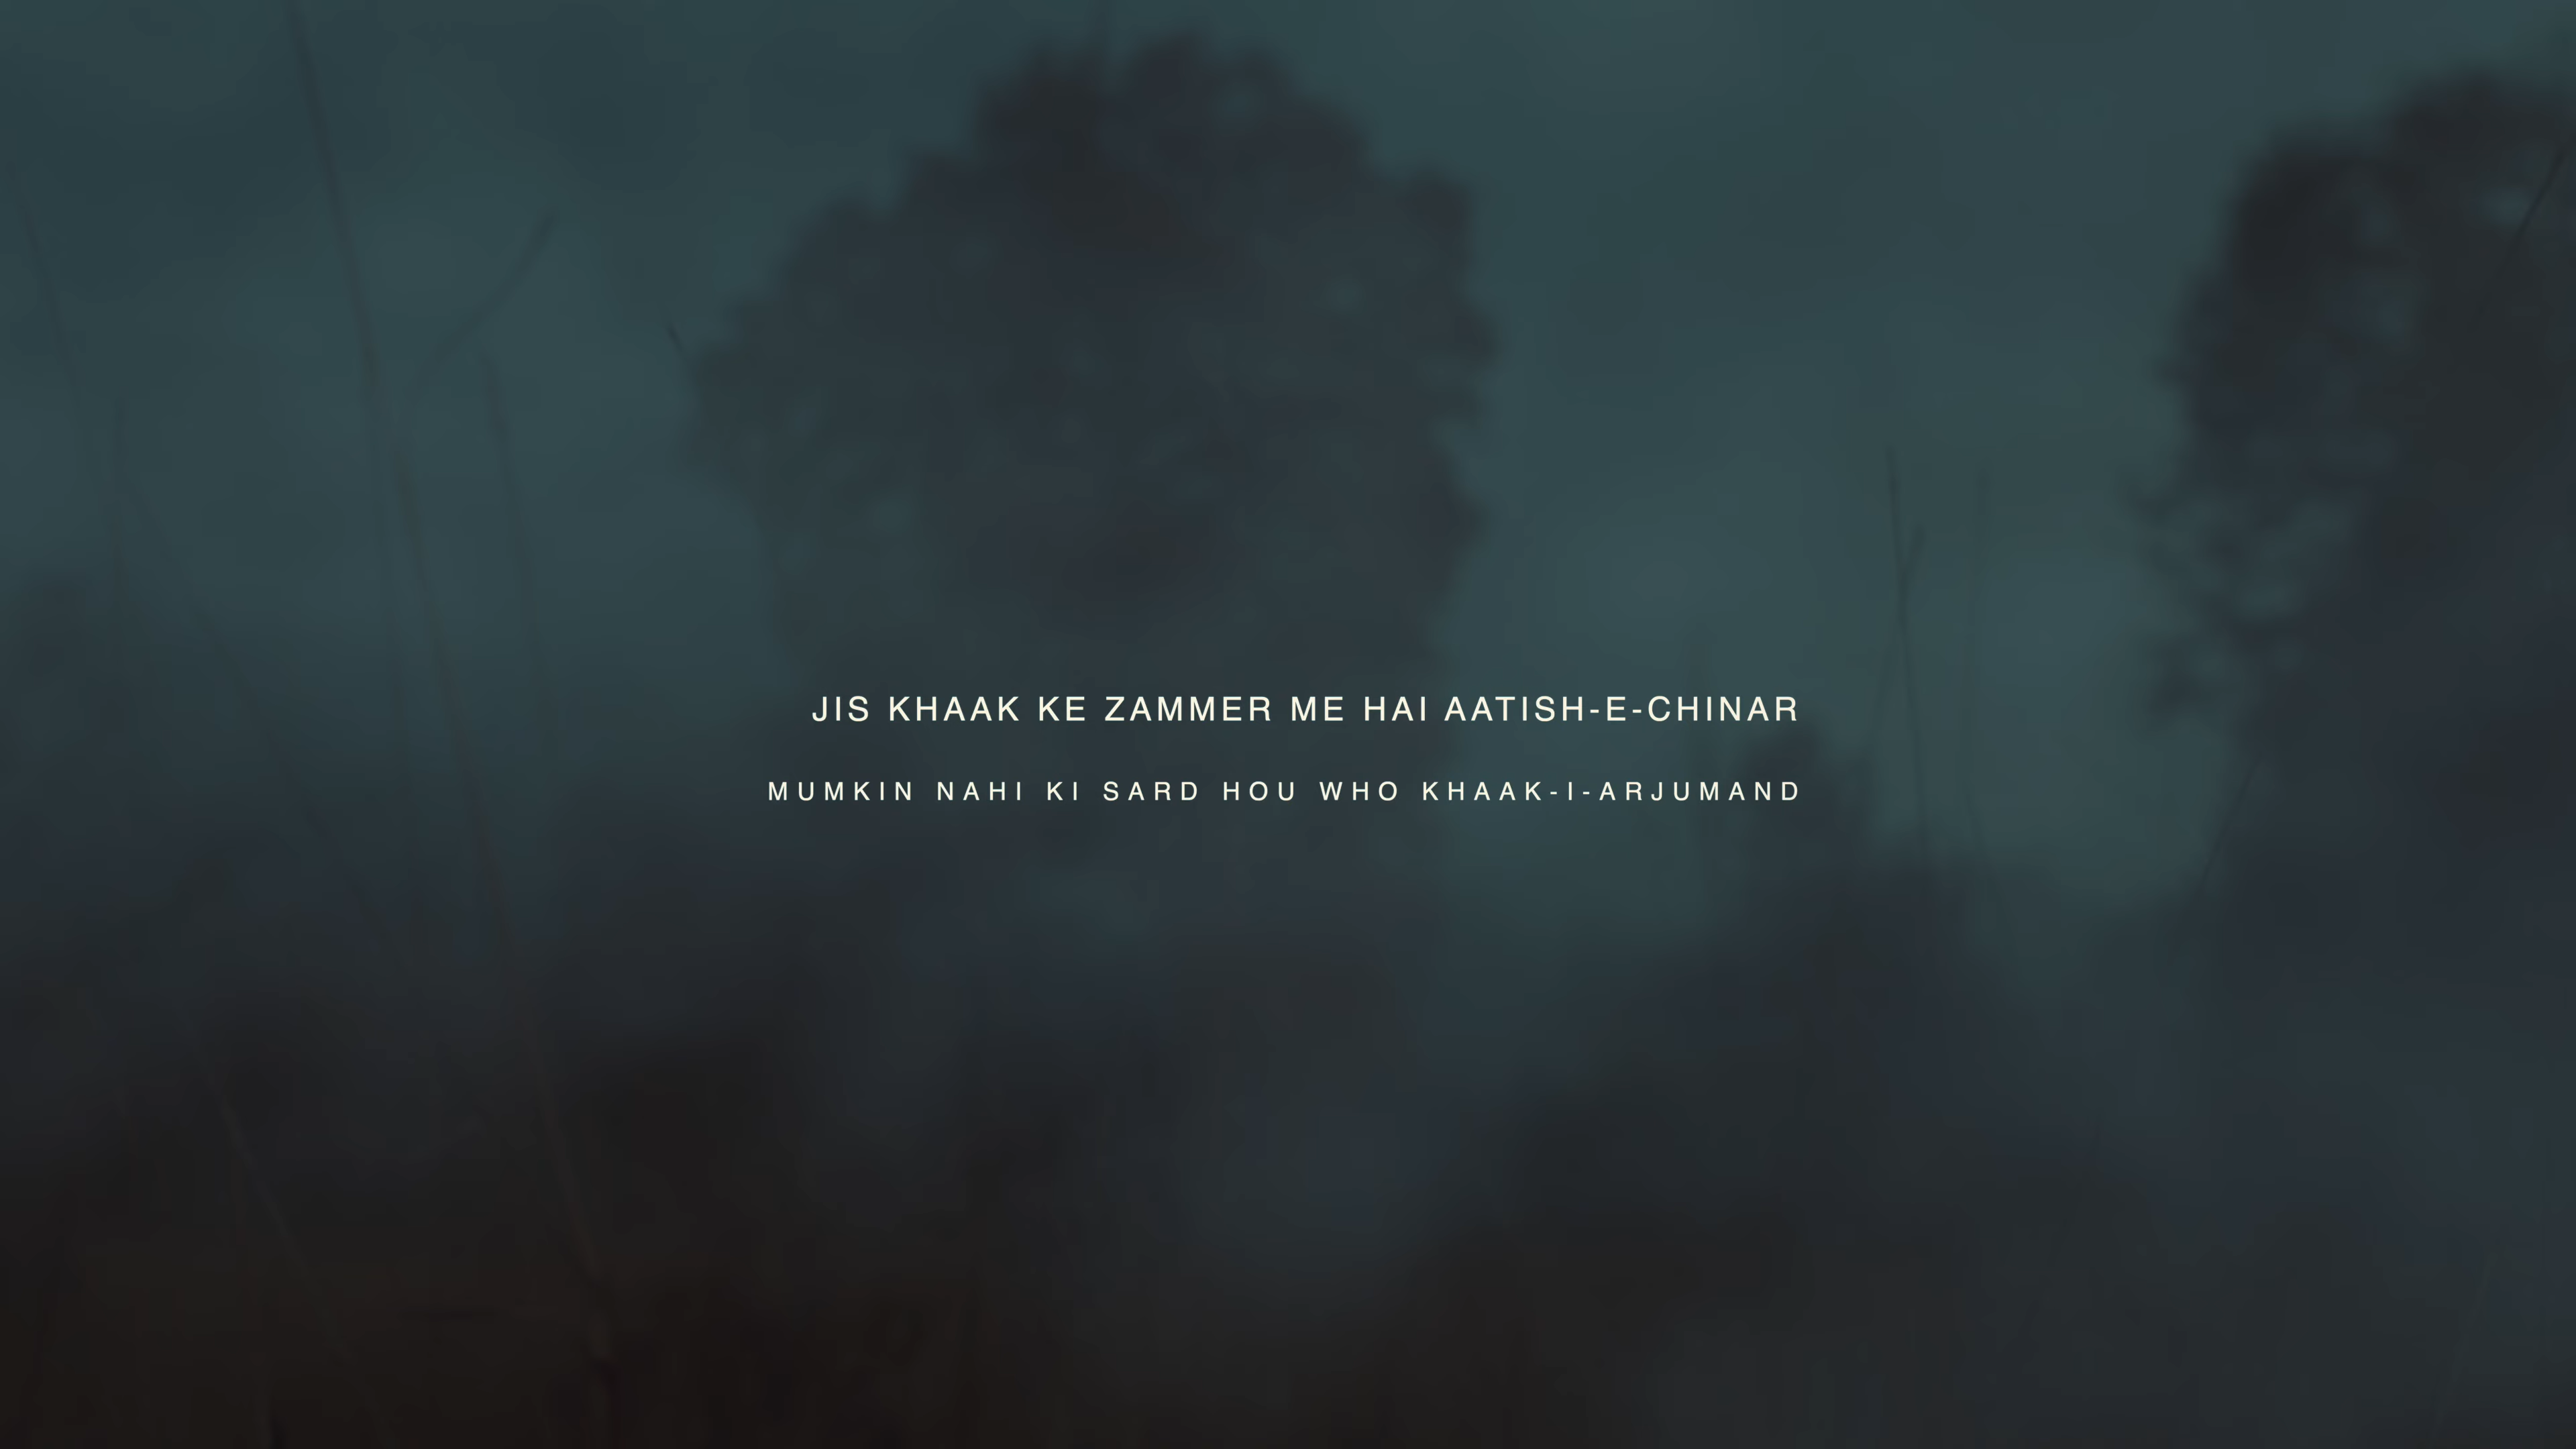 JIS KHAAK KE ZAMMER ME HAI AATISH-E-CHINAR
MUMKIN NAHI KI SARD HOU WHO KHAAK-I-ARJUMAND